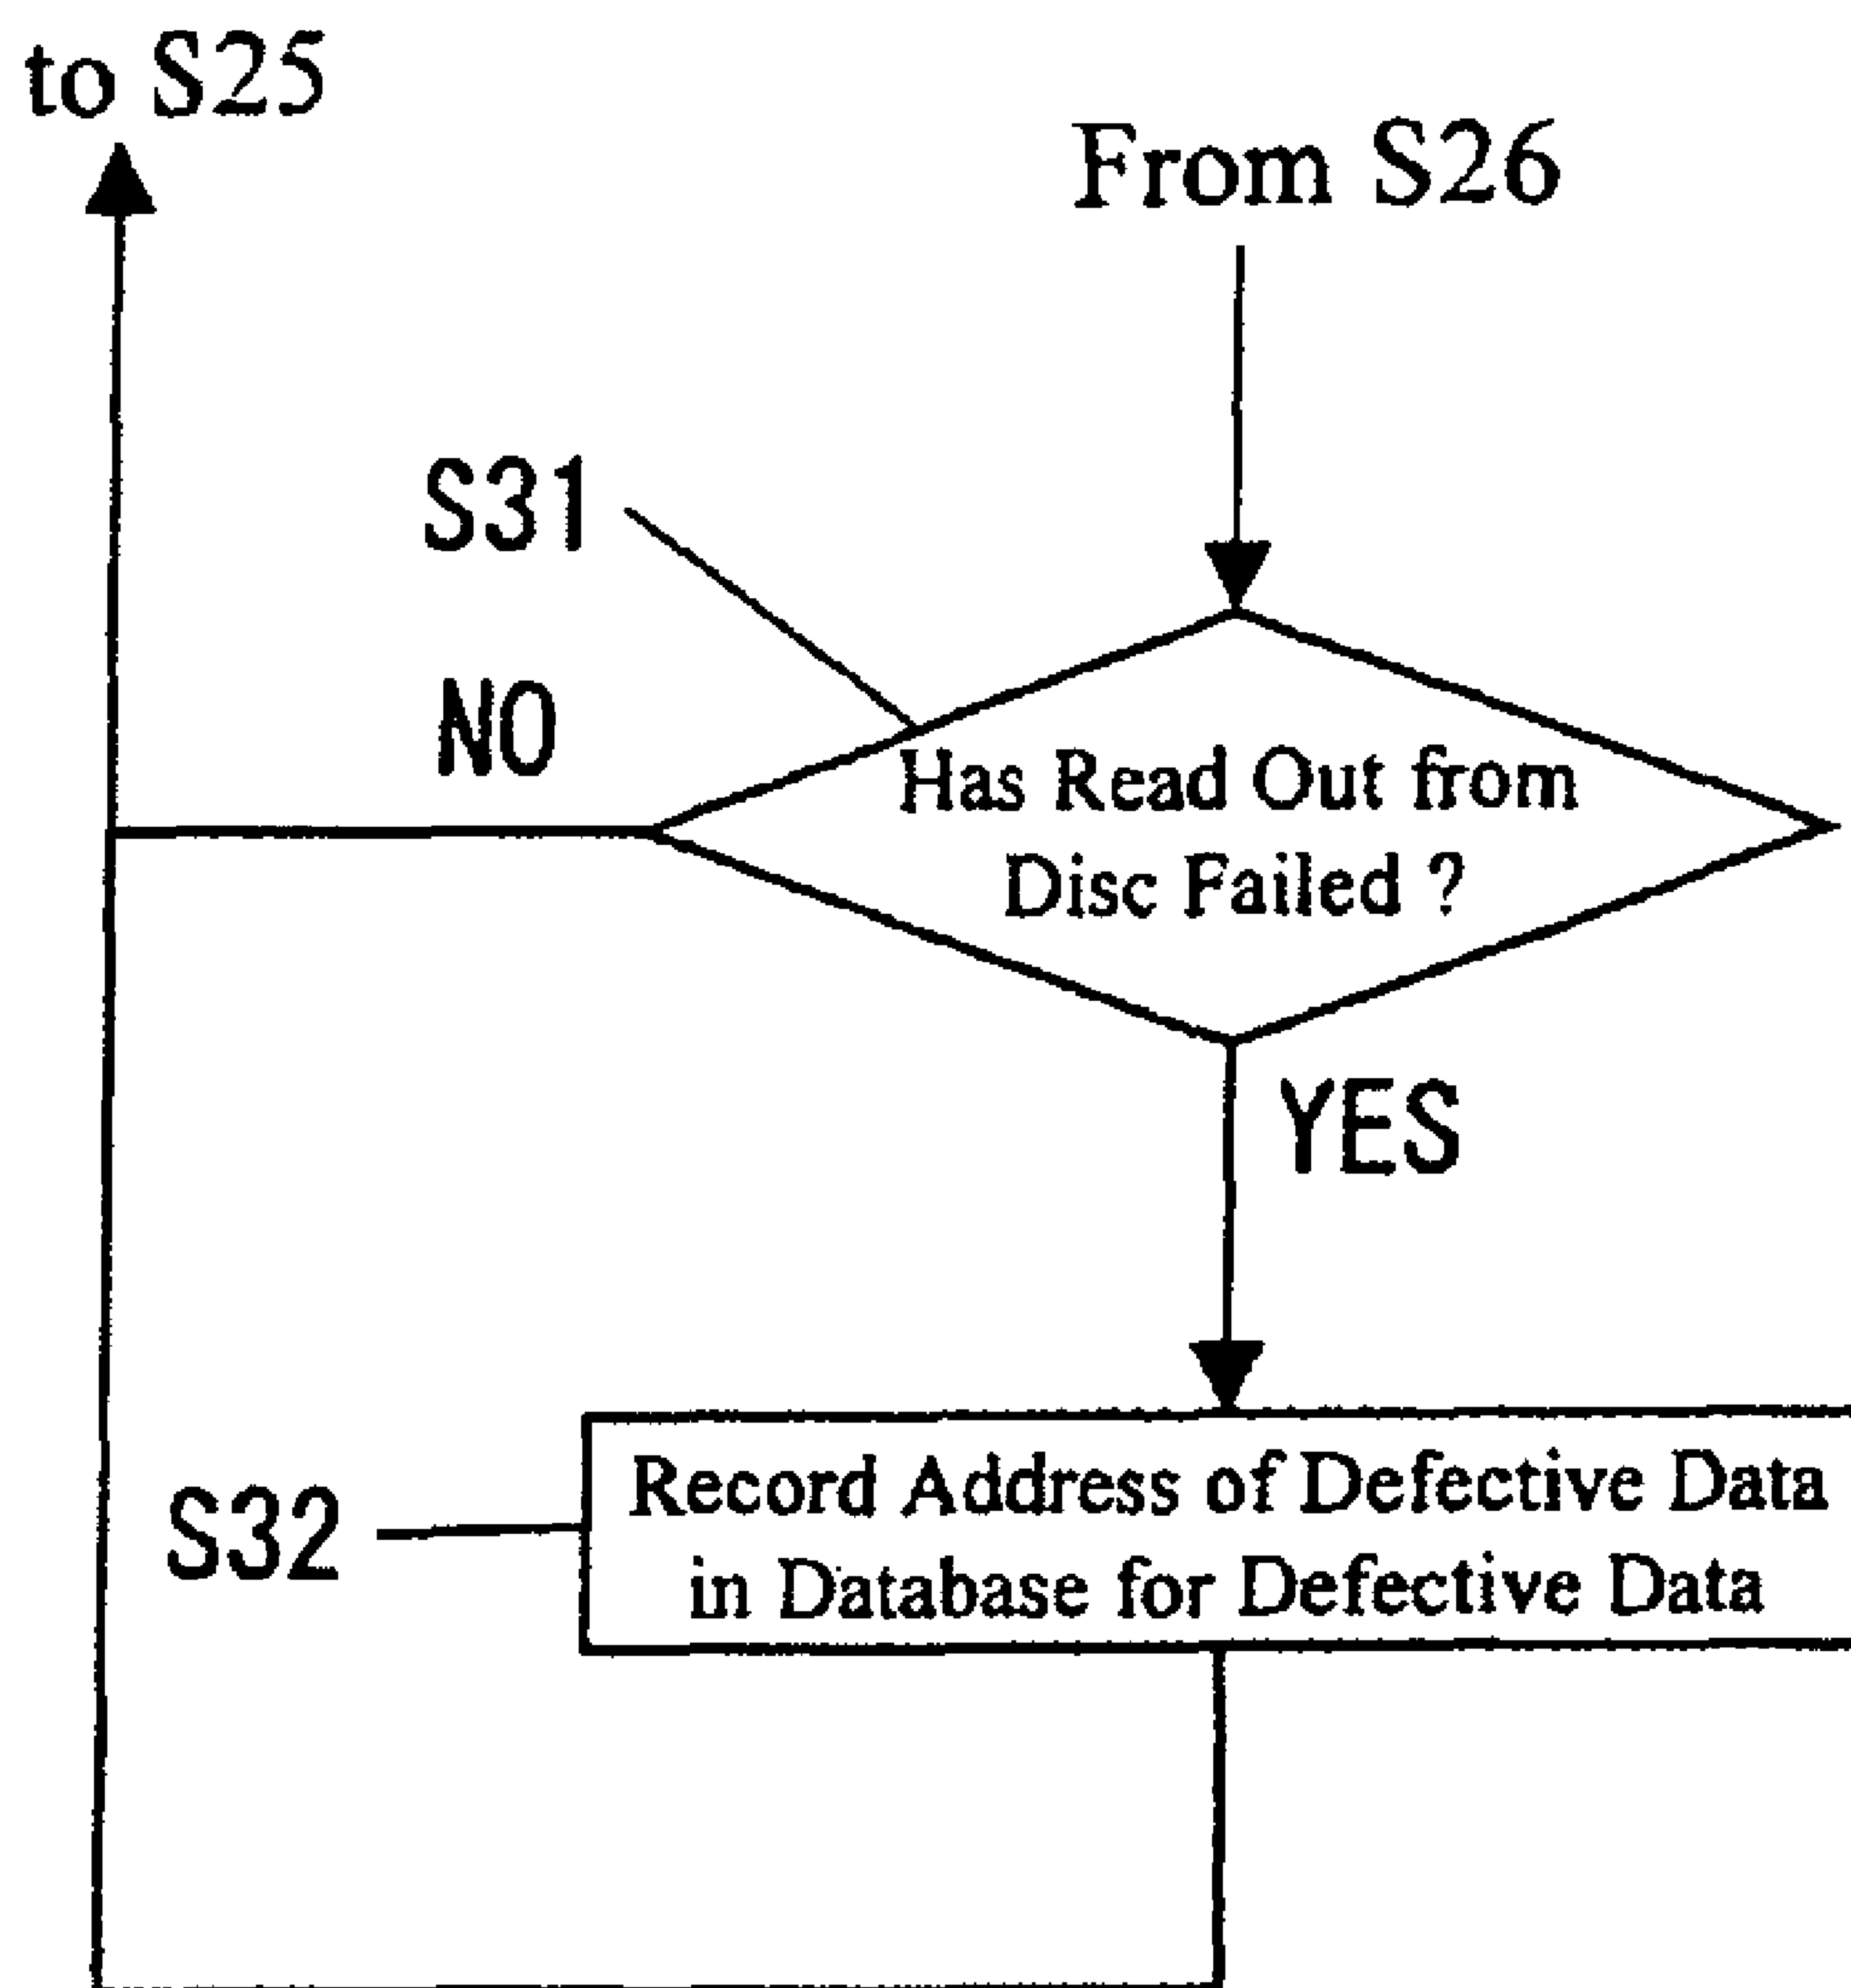 to S25
From S26
S31
NO
Has Read Out from
Disc Failed ?
YES
S32
Record Address of Defective Data
in Database for Defective Data